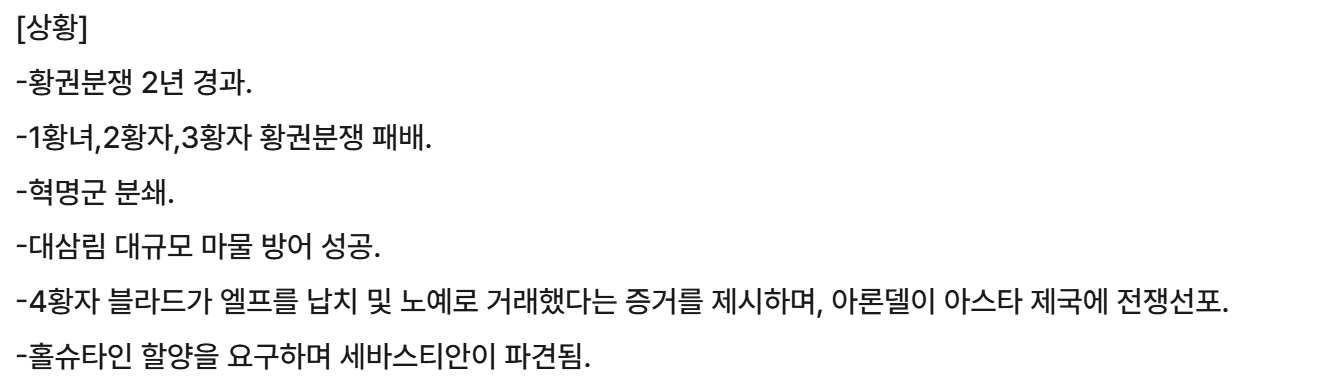 [상황]
-황권분쟁 2년 경과.
-1황녀,2황자,3황자 황권분쟁 패배.
-혁명군 분쇄.
-대삼림 대규모 마물 방어 성공.
-4황자 블라드가 엘프를 납치 및 노예로 거래했다는 증거를 제시하며, 아론델이 아스타 제국에 전쟁선포.
-홀슈타인 할양을 요구하며 세바스티안이 파견됨.